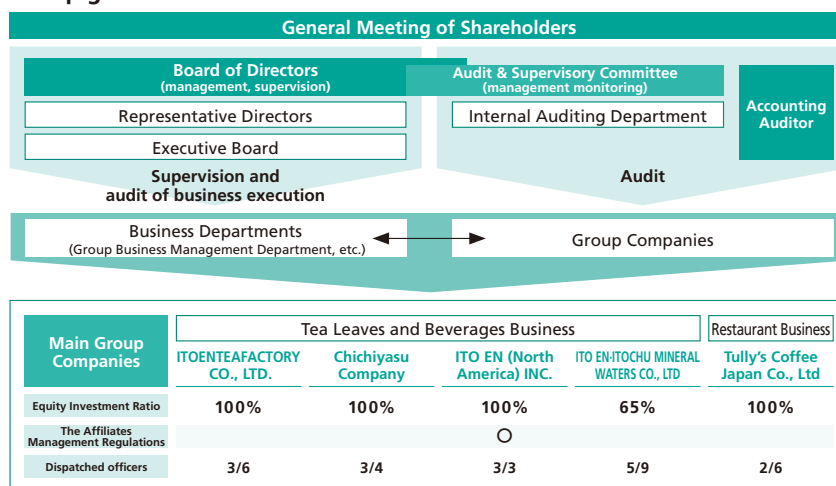 General Meeting of Shareholders
Board of Directors
(management, supervision)
Audit & Supervisory Committee
(management monitoring)
Accounting
Auditor
Representative Directors
Internal Auditing Department
Executive Board
Supervision and
audit of business execution
Audit
Business Departments
(Group Business Management Department, etc.)
Group Companies
Main Group
Companies
Tea Leaves and Beverages Business
Restaurant Business
ITOENTEAFACTORY
CO., LTD.
Chichiyasu
Company
ITO EN (North
America) INC.
ITO EN-ITOCHU MINERAL
WATERS CO., LTD
Tully's Coffee
Japan Co., Ltd
Equity Investment Ratio
100%
100%
100%
65%
100%
The Affiliates
Management Regulations
○
Dispatched officers
3/6
3/4
3/3
5/9
2/6